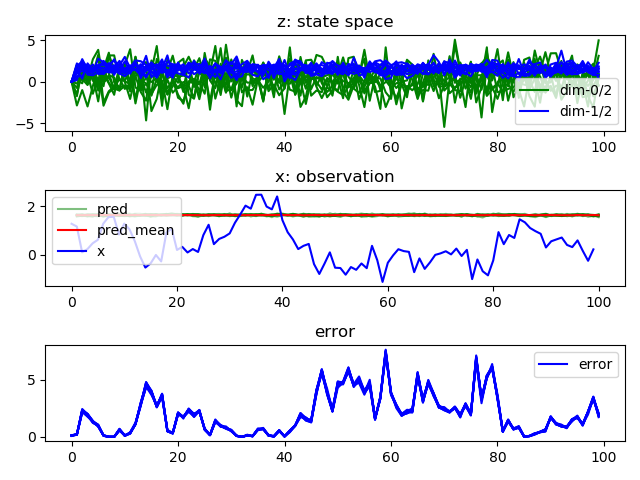 z: state space
5
0
−5
dim-0/2
dim-1/2
0
20
40
60
80
100
x: observation
2
0
pred
pred_mean
x
0
20
40
60
80
100
error
5
0
error
0
20
40
60
80
100